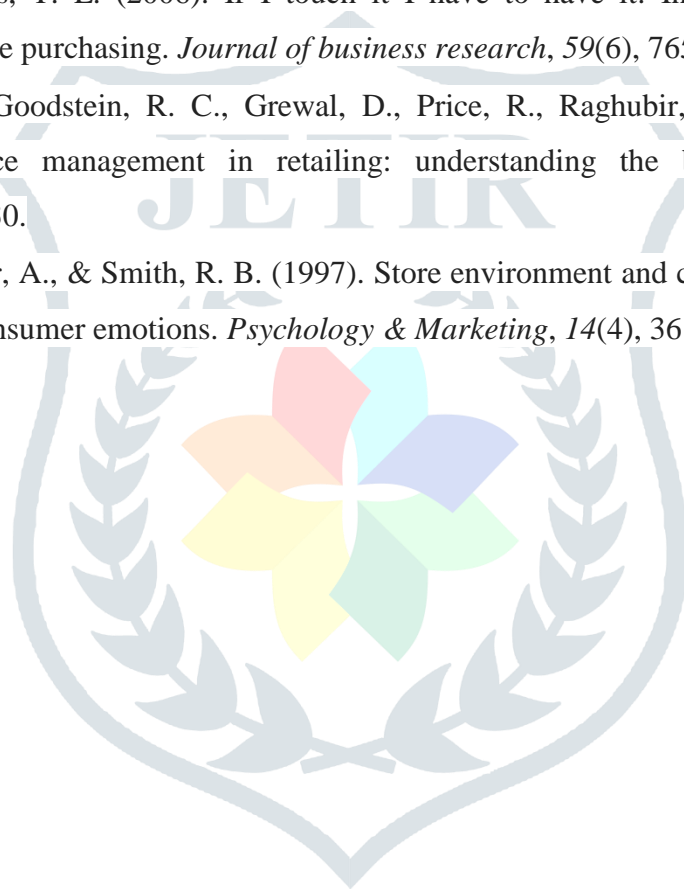 (2006). If I touch it I have to have it: In
e purchasing. Journal of business research, 59(6), 765
Goodstein, R. C., Grewal, D., Price, R., Raghubir,
ce management in retailing: understanding the
30.
r, A., & Smith, R. B. (1997). Store environment and c
nsumer emotions. Psychology & Marketing, 14(4), 36
JETIR